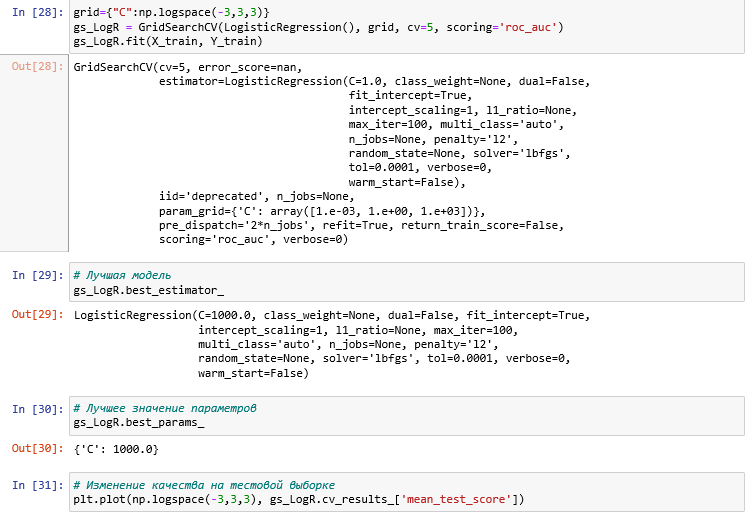 In [28]: grid={"C":np.logspace(-3,3,3)}
gs_LogR = GridSearchCV(LogisticRegression(), grid, cv=5, scoring='roc_auc')
gs_LogR.fit(X_train, Y_train)
Out[28]: GridSearchCV(cv=5, error_score=nan,
estimator=LogisticRegression(C=1.0, class_weight=None, dual=False,
fit_intercept=True,
intercept_scaling=1, l1_ratio=None,
max_iter=100, multi_class='auto',
n_jobs=None, penalty='l2',
random_state=None, solver='lbfgs',
tol=0.0001, verbose=0,
warm_start=False),
iid='deprecated', n_jobs=None,
param_grid={'C': array([1.e-03, 1.e+00, 1.e+03])},
pre_dispatch='2*n_jobs', refit=True, return_train_score=False,
scoring='roc_auc', verbose=0)
In [29]: # Лучшая модель
gs_LogR.best_estimator_
Out[29]: LogisticRegression(C=1000.0, class_weight=None, dual=False, fit_intercept=True,
intercept_scaling=1, l1_ratio=None, max_iter=100,
multi_class='auto', n_jobs=None, penalty='l2',
random_state=None, solver='lbfgs', tol=0.0001, verbose=0,
warm_start=False)
In [30]: # Лучшее значение параметров
gs_LogR.best_params_
Out[30]: {'C': 1000.0}
In [31]: # Изменение качества на тестовой выборке
plt.plot(np.logspace(-3,3,3), gs_LogR.cv_results_['mean_test_score'])